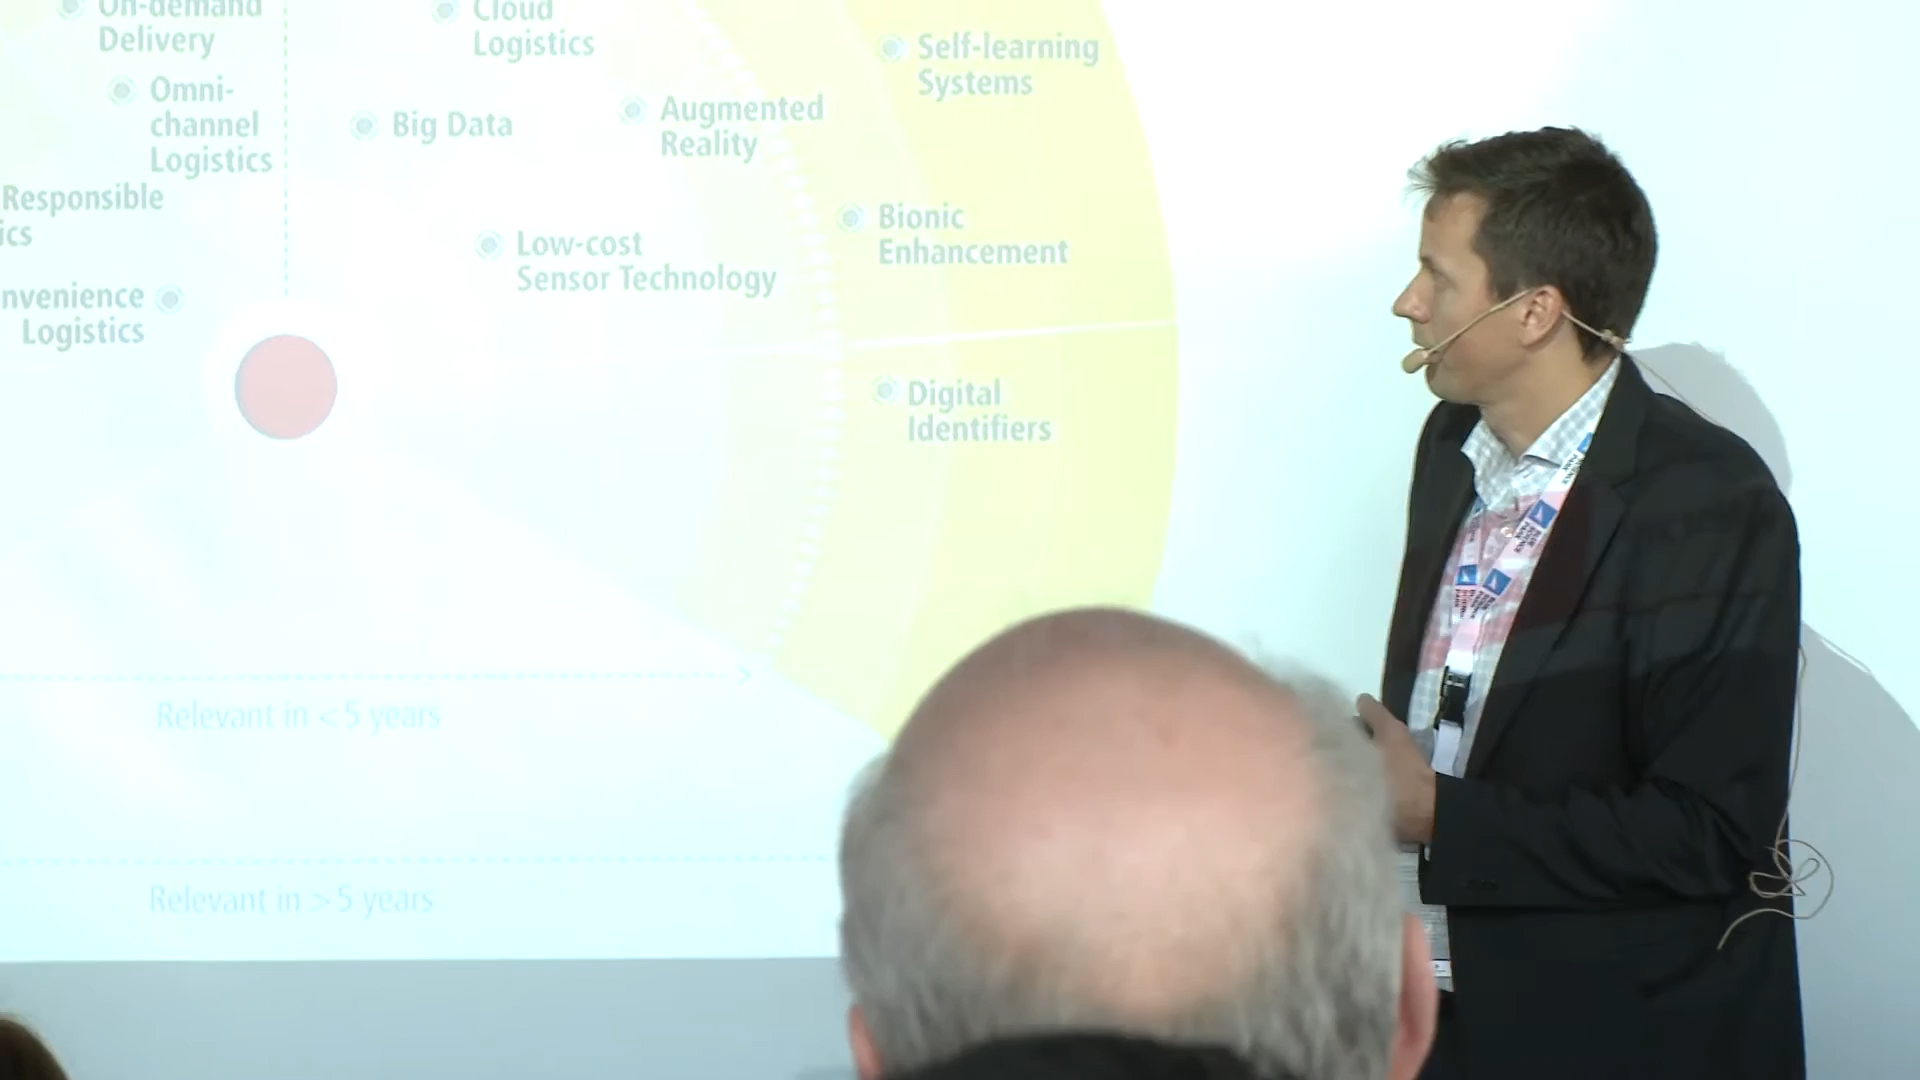 On-demand
Delivery
Cloud
Logistics
Self-learning
Systems
Omni-
channel
Logistics
Big Data
Augmented
Reality
Responsible
ics
Bionic
Enhancement
Low-cost
Sensor Technology
nvenience
Logistics
Digital
Identifiers
Relevant in < 5 years
Relevant in > 5 years